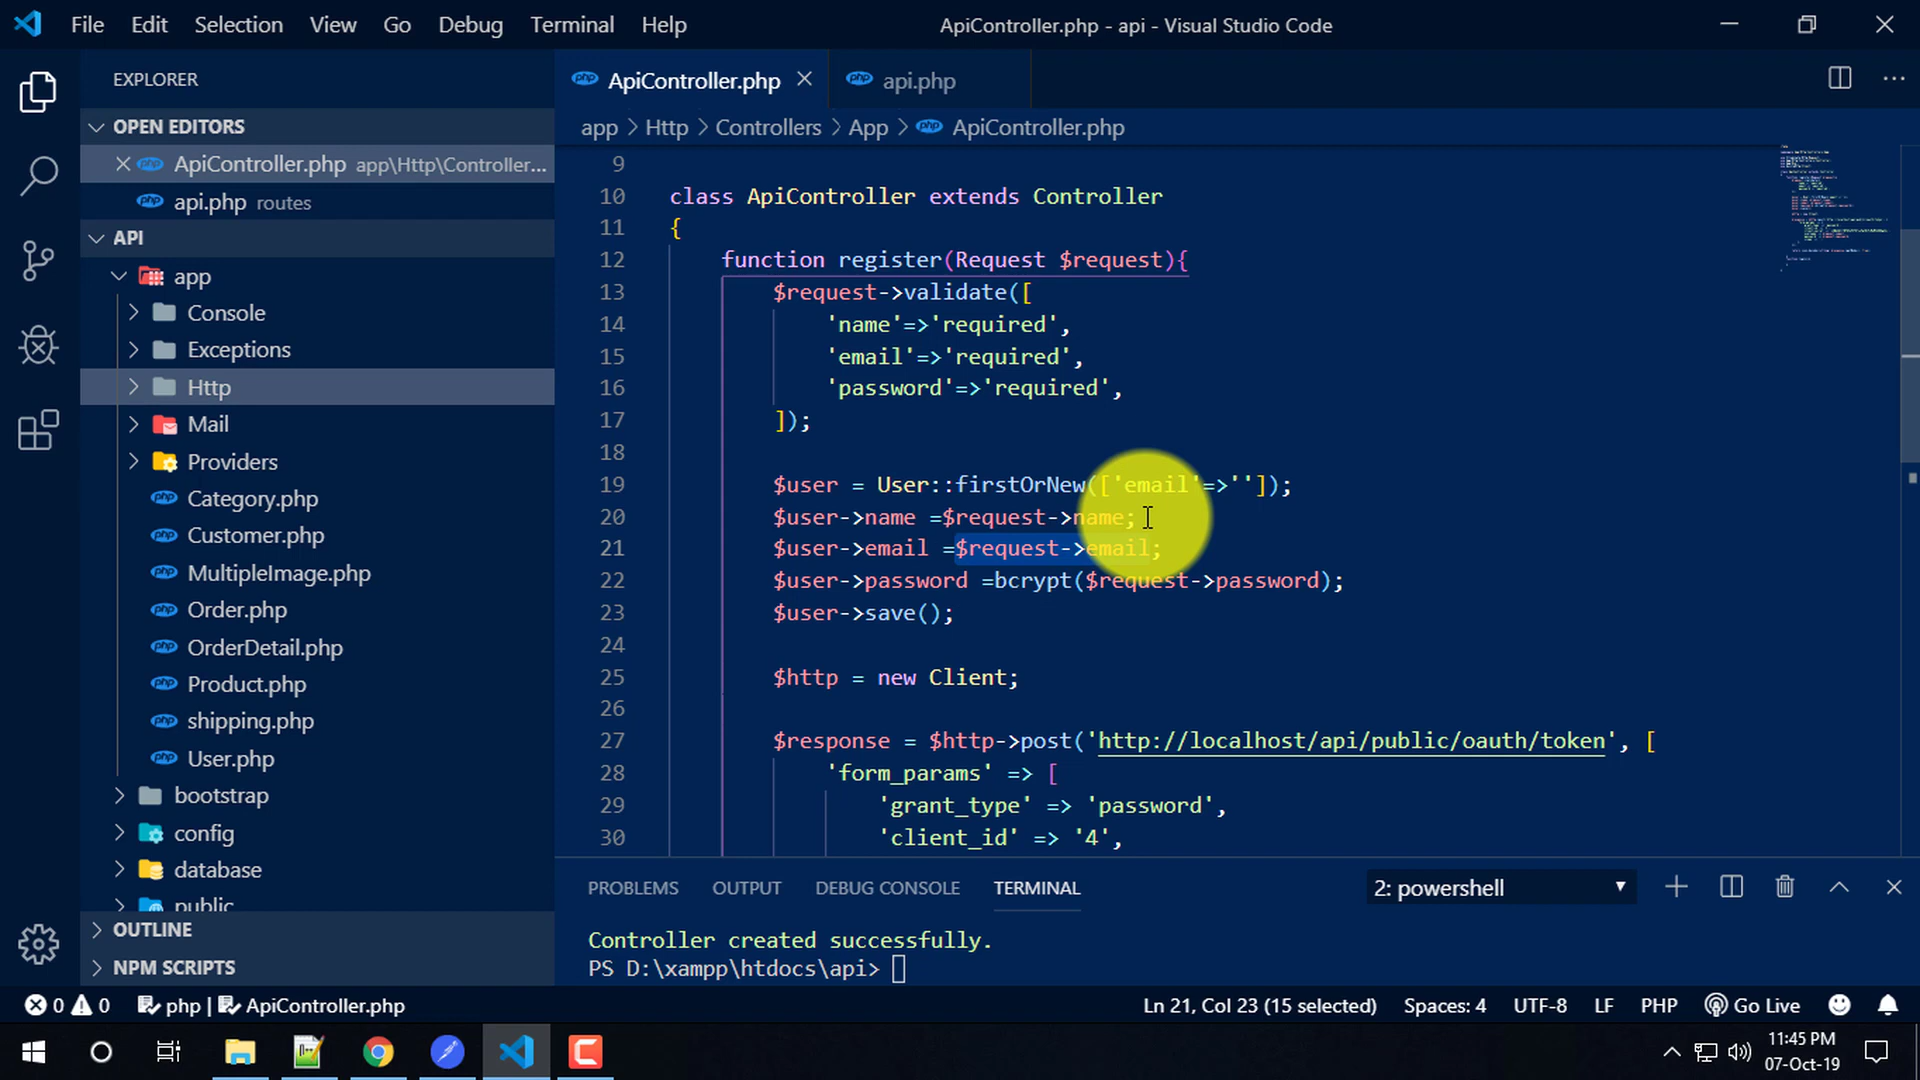 File Edit Selection View Go Debug Terminal Help
ApiController.php - api - Visual Studio Code
EXPLORER
OPEN EDITORS
ApiController.php app\Http\Controller...
api.php routes
API
app
Console
Exceptions
Http
Mail
Providers
Category.php
Customer.php
MultipleImage.php
Order.php
OrderDetail.php
Product.php
shipping.php
User.php
bootstrap
config
database
public
OUTLINE
NPM SCRIPTS
ApiController.php
api.php
app > Http > Controllers > App > ApiController.php
9
10 class ApiController extends Controller
11 {
12 function register(Request $request){
13 $request->validate([
14 'name'=>'required',
15 'email'=>'required',
16 'password'=>'required',
17 ]);
18
19 $user = User::firstOrNew(['email'=>'']);
20 $user->name =$request->name;
21 $user->email =$request->email;
22 $user->password =bcrypt($request->password);
23 $user->save();
24
25 $http = new Client;
26
27 $response = $http->post('http://localhost/api/public/oauth/token', [
28 'form_params' => [
29 'grant_type' => 'password',
30 'client_id' => '4',
PROBLEMS OUTPUT DEBUG CONSOLE TERMINAL
2: powershell
Controller created successfully.
PS D:\xampp\htdocs\api>
0 0 php | ApiController.php
Ln 21, Col 23 (15 selected) Spaces: 4 UTF-8 LF PHP Go Live
11:45 PM
07-Oct-19